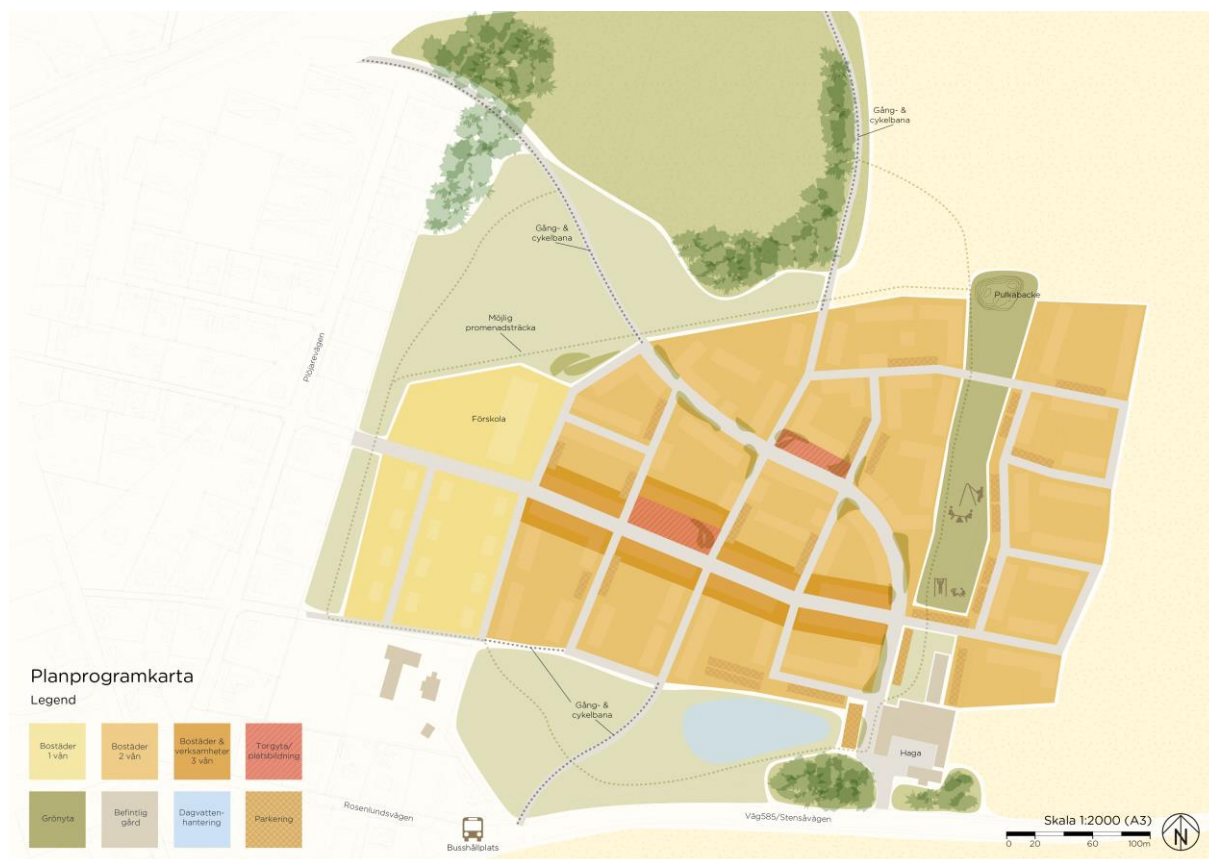 Gång- &
cykelbana
Gång- &
cykelbana
Pulkabacke
Möjlig
promenadsträcka
Plöjarevägen
Förskola
Gång- &
cykelbana
Haga
Rosenlundsvägen
Väg585/Stensåvägen
Busshållplats
Planprogramkarta
Legend
Bostäder
1 vån
Bostäder
2 vån
Bostäder &
verksamheter
3 vån
Torgyta/
platsbildning
Grönyta
Befintlig
gård
Dagvatten-
hantering
Parkering
Skala 1:2000 (A3)
0 20 60 100m
N